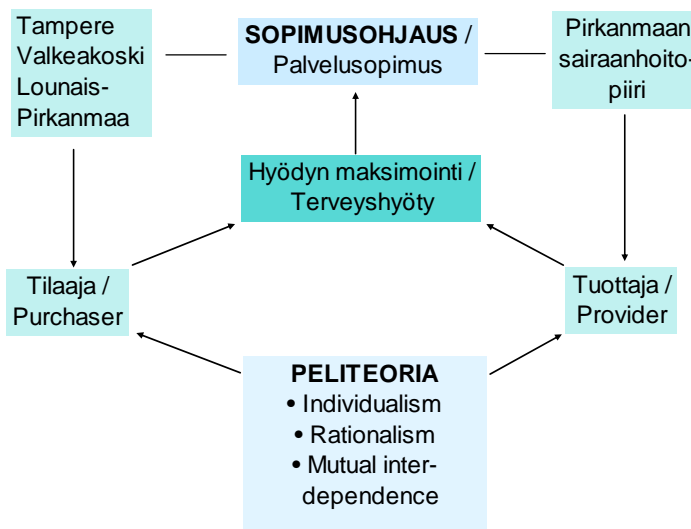 Tampere
Valkeakoski
Lounais-
Pirkanmaa
SOPIMUSOHJAUS /
Palvelusopimus
Pirkanmaan
sairaanhoito-
piiri
Hyödyn maksimointi /
Terveyshyöty
Tilaaja /
Purchaser
Tuottaja /
Provider
PELITEORIA
• Individualism
• Rationalism
• Mutual inter-
dependence